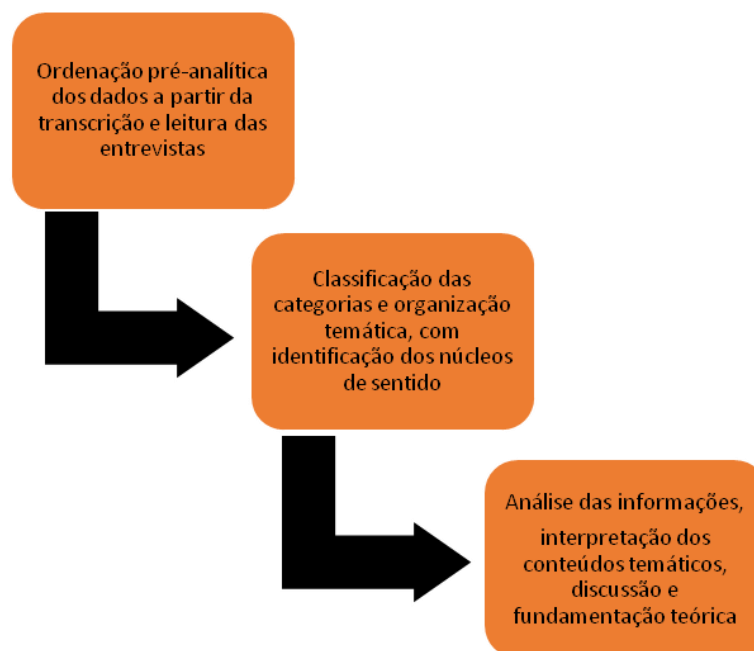 Ordenação pré-analítica
dos dados a partir da
transcrição e leitura das
entrevistas
Classificação das
categorias e organização
temática, com
identificação dos núcleos
de sentido
Análise das informações,
interpretação dos
conteúdos temáticos,
discussão e
fundamentação teórica